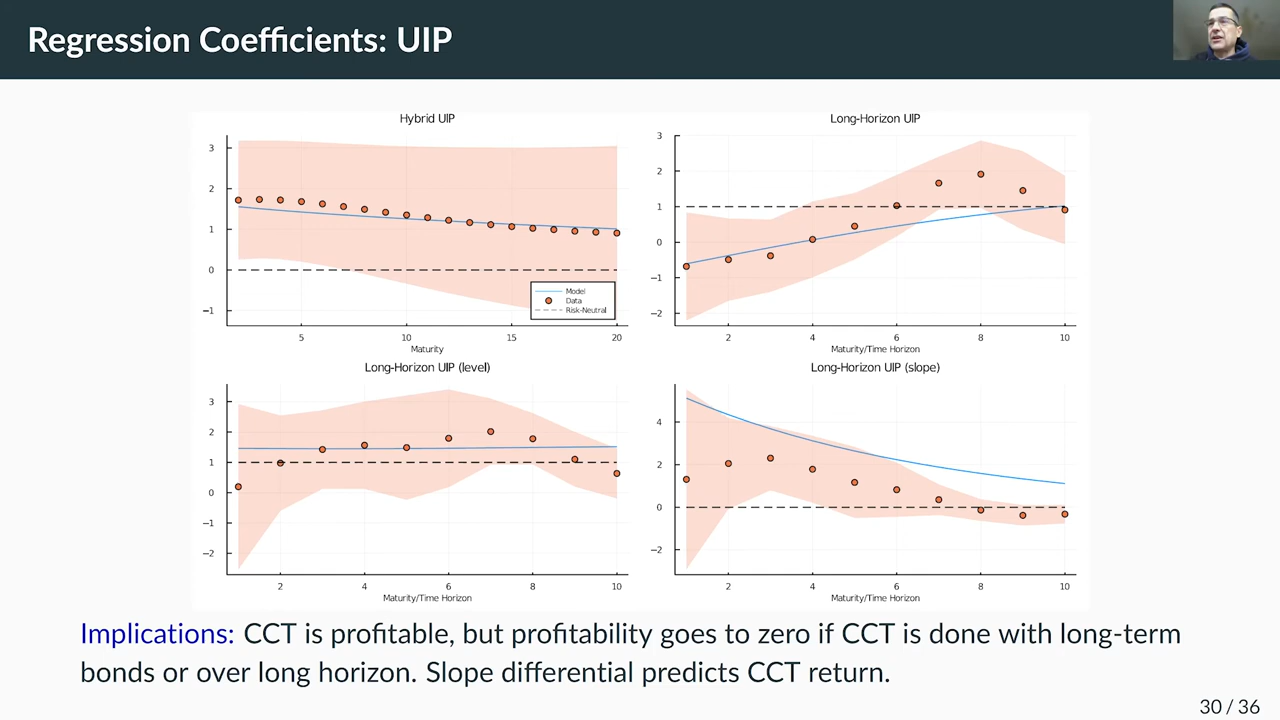 Regression Coefficients: UIP
Hybrid UIP
3
2
1
0
−1
5
10
15
20
Maturity
Model
Data
Risk-Neutral
Long-Horizon UIP
3
2
1
0
−1
−2
2
4
6
8
10
Maturity/Time Horizon
Long-Horizon UIP (level)
3
2
1
0
−1
−2
2
4
6
8
10
Maturity/Time Horizon
Long-Horizon UIP (slope)
4
2
0
−2
2
4
6
8
10
Maturity/Time Horizon
Implications: CCT is profitable, but profitability goes to zero if CCT is done with long-term
bonds or over long horizon. Slope differential predicts CCT return.
30 / 36